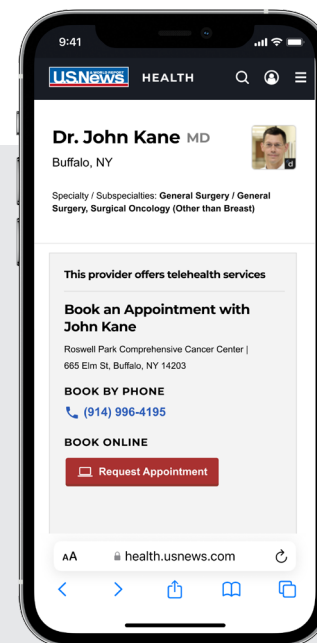 9:41
U.S.News HEALTH
Dr. John Kane MD
Buffalo, NY
Specialty / Subspecialties: General Surgery / General
Surgery, Surgical Oncology (Other than Breast)
This provider offers telehealth services
Book an Appointment with
John Kane
Roswell Park Comprehensive Cancer Center |
665 Elm St, Buffalo, NY 14203
BOOK BY PHONE
(914) 996-4195
BOOK ONLINE
Request Appointment
AA health.usnews.com